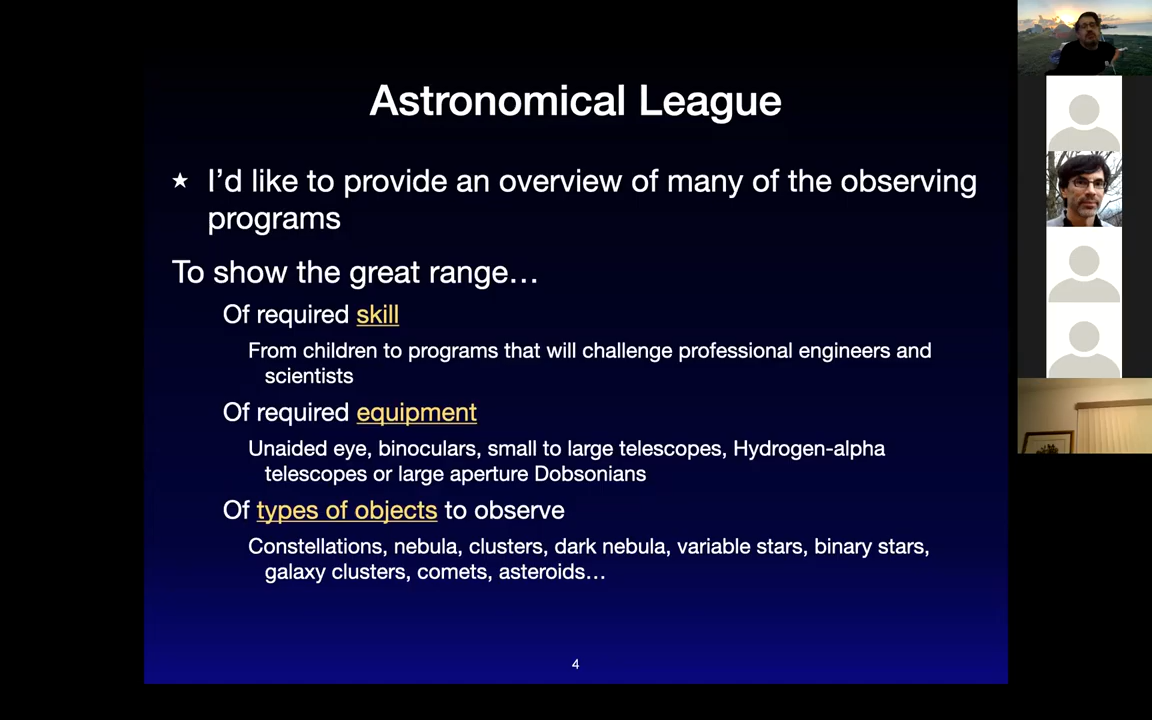 Astronomical League
★ I’d like to provide an overview of many of the observing
programs
To show the great range…
Of required skill
From children to programs that will challenge professional engineers and
scientists
Of required equipment
Unaided eye, binoculars, small to large telescopes, Hydrogen-alpha
telescopes or large aperture Dobsonians
Of types of objects to observe
Constellations, nebula, clusters, dark nebula, variable stars, binary stars,
galaxy clusters, comets, asteroids…
4